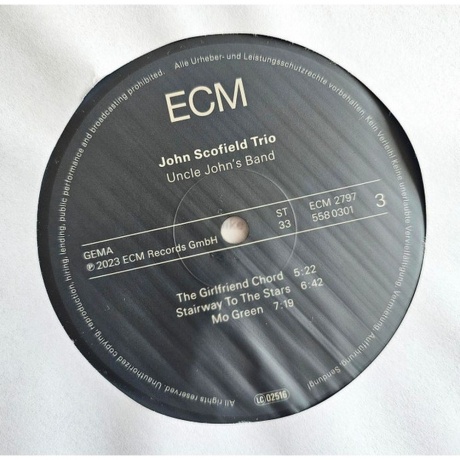 ECM
John Scofield Trio
Uncle John's Band
GEMA
℗ 2023 ECM Records GmbH
ST
33
ECM 2797
558 0301
3
The Girlfriend Chord 5:22
Stairway To The Stars 6:42
Mo Green 7:19
LC 02516
All rights reserved. Unauthorized copying, reproduction, hiring, lending, public performance and broadcasting prohibited. Alle Urheber- und Leistungsschutzrechte vorbehalten. Kein Verleih! Keine unerlaubte Vervielfältigung, Vermietung, Aufführung, Sendung!